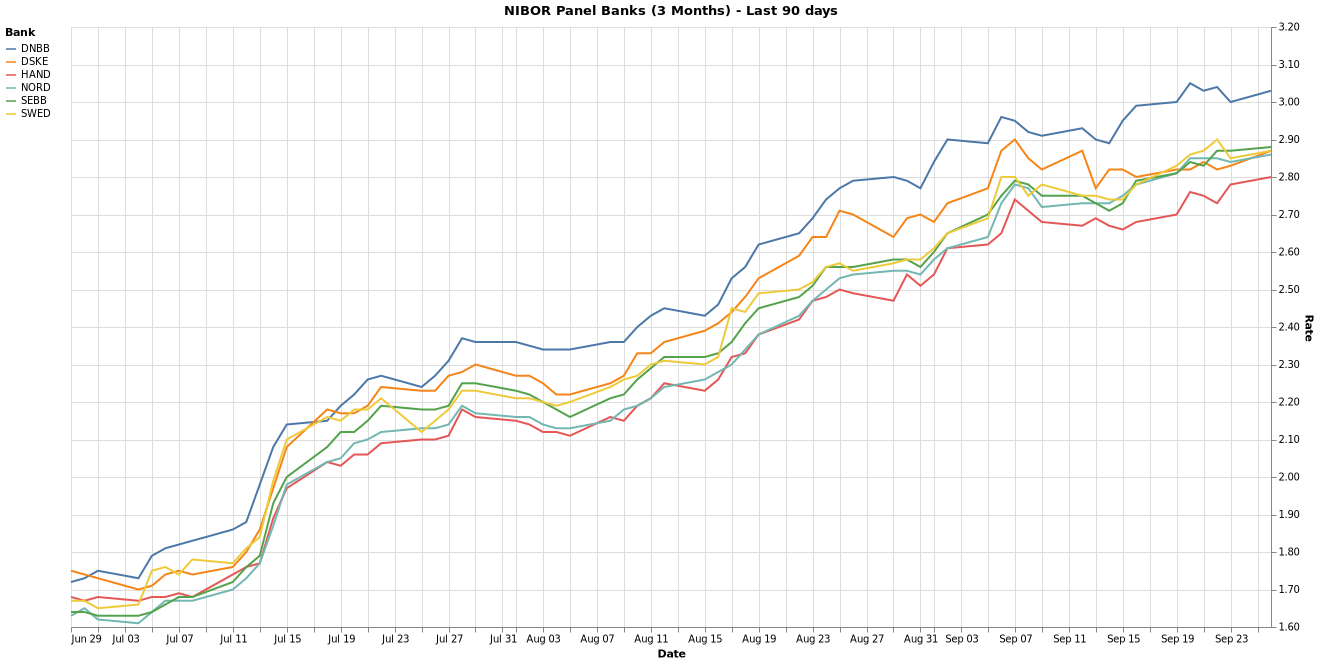 NIBOR Panel Banks (3 Months) - Last 90 days
Bank
DNBB
DSKE
HAND
NORD
SEBB
SWED
3.20
3.10
3.00
2.90
2.80
2.70
2.60
2.50
2.40
2.30
2.20
2.10
2.00
1.90
1.80
1.70
1.60
Rate
Jun 29 Jul 03 Jul 07 Jul 11 Jul 15 Jul 19 Jul 23 Jul 27 Jul 31 Aug 03 Aug 07 Aug 11 Aug 15 Aug 19 Aug 23 Aug 27 Aug 31 Sep 03 Sep 07 Sep 11 Sep 15 Sep 19 Sep 23
Date